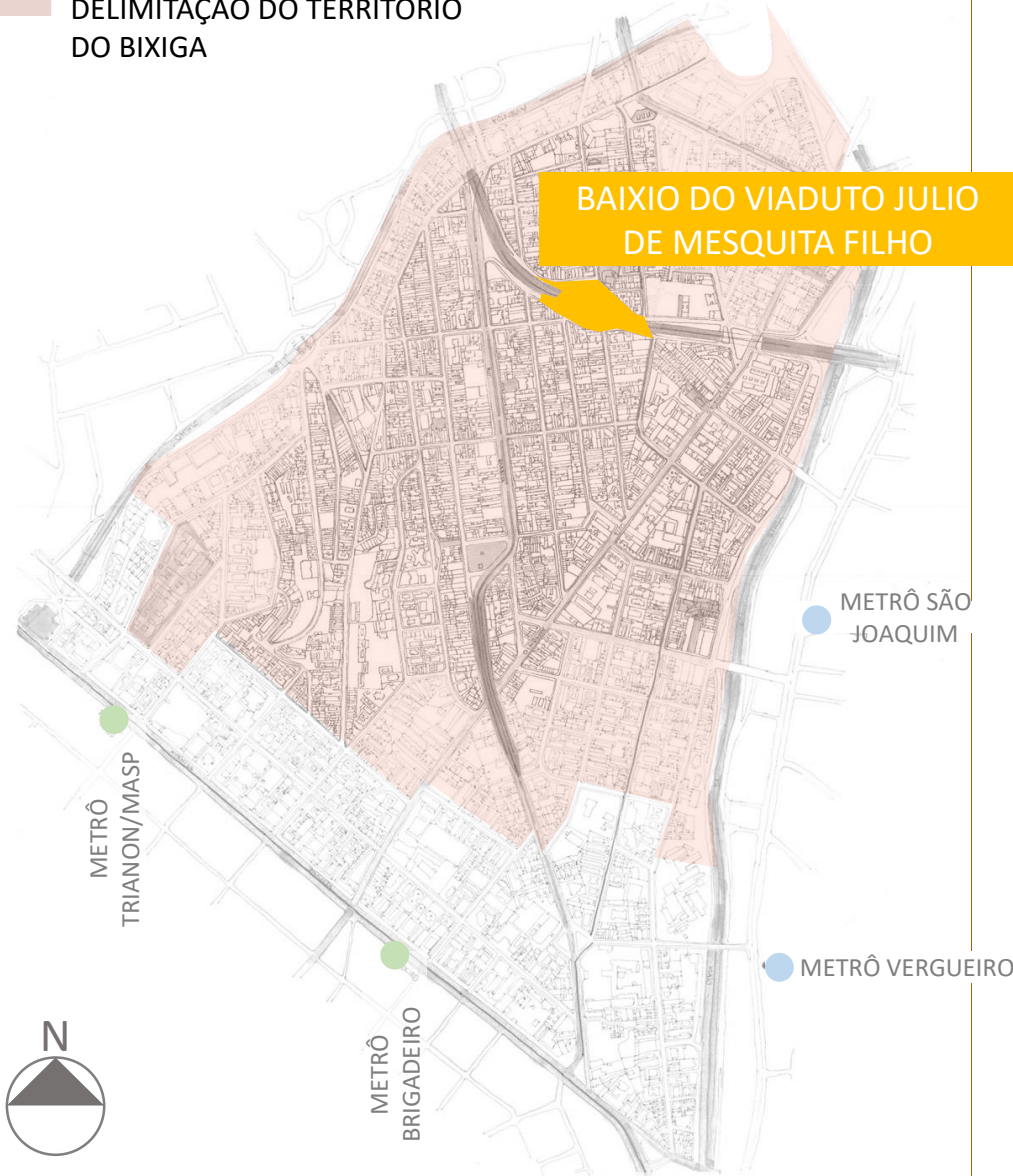 DELIMITAÇÃO DO TERRITÓRIO
DO BIXIGA
BAIXIO DO VIADUTO JULIO
DE MESQUITA FILHO
METRÔ SÃO
JOAQUIM
METRÔ
TRIANON/MASP
METRÔ VERGUEIRO
METRÔ
BRIGADEIRO
N